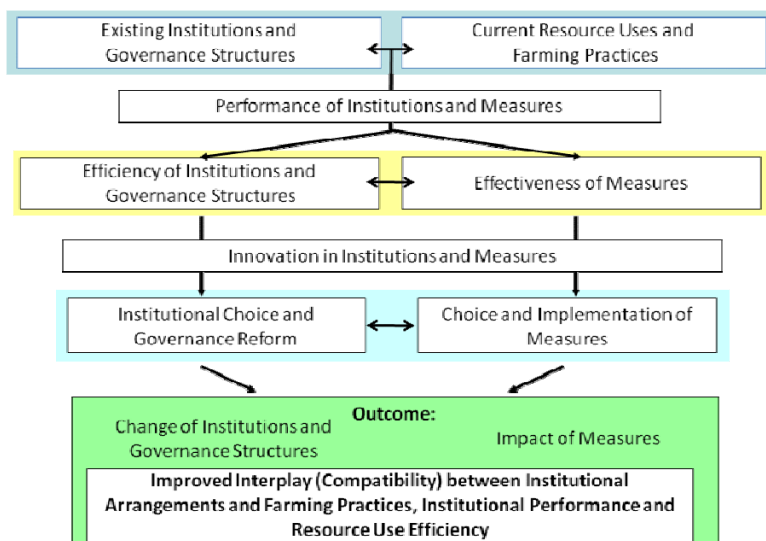 Existing Institutions and
Governance Structures
Current Resource Uses and
Farming Practices
Performance of Institutions and Measures
Efficiency of Institutions and
Governance Structures
Effectiveness of Measures
Innovation in Institutions and Measures
Institutional Choice and
Governance Reform
Choice and Implementation of
Measures
Outcome:
Change of Institutions and
Governance Structures
Impact of Measures
Improved Interplay (Compatibility) between Institutional
Arrangements and Farming Practices, Institutional Performance and
Resource Use Efficiency